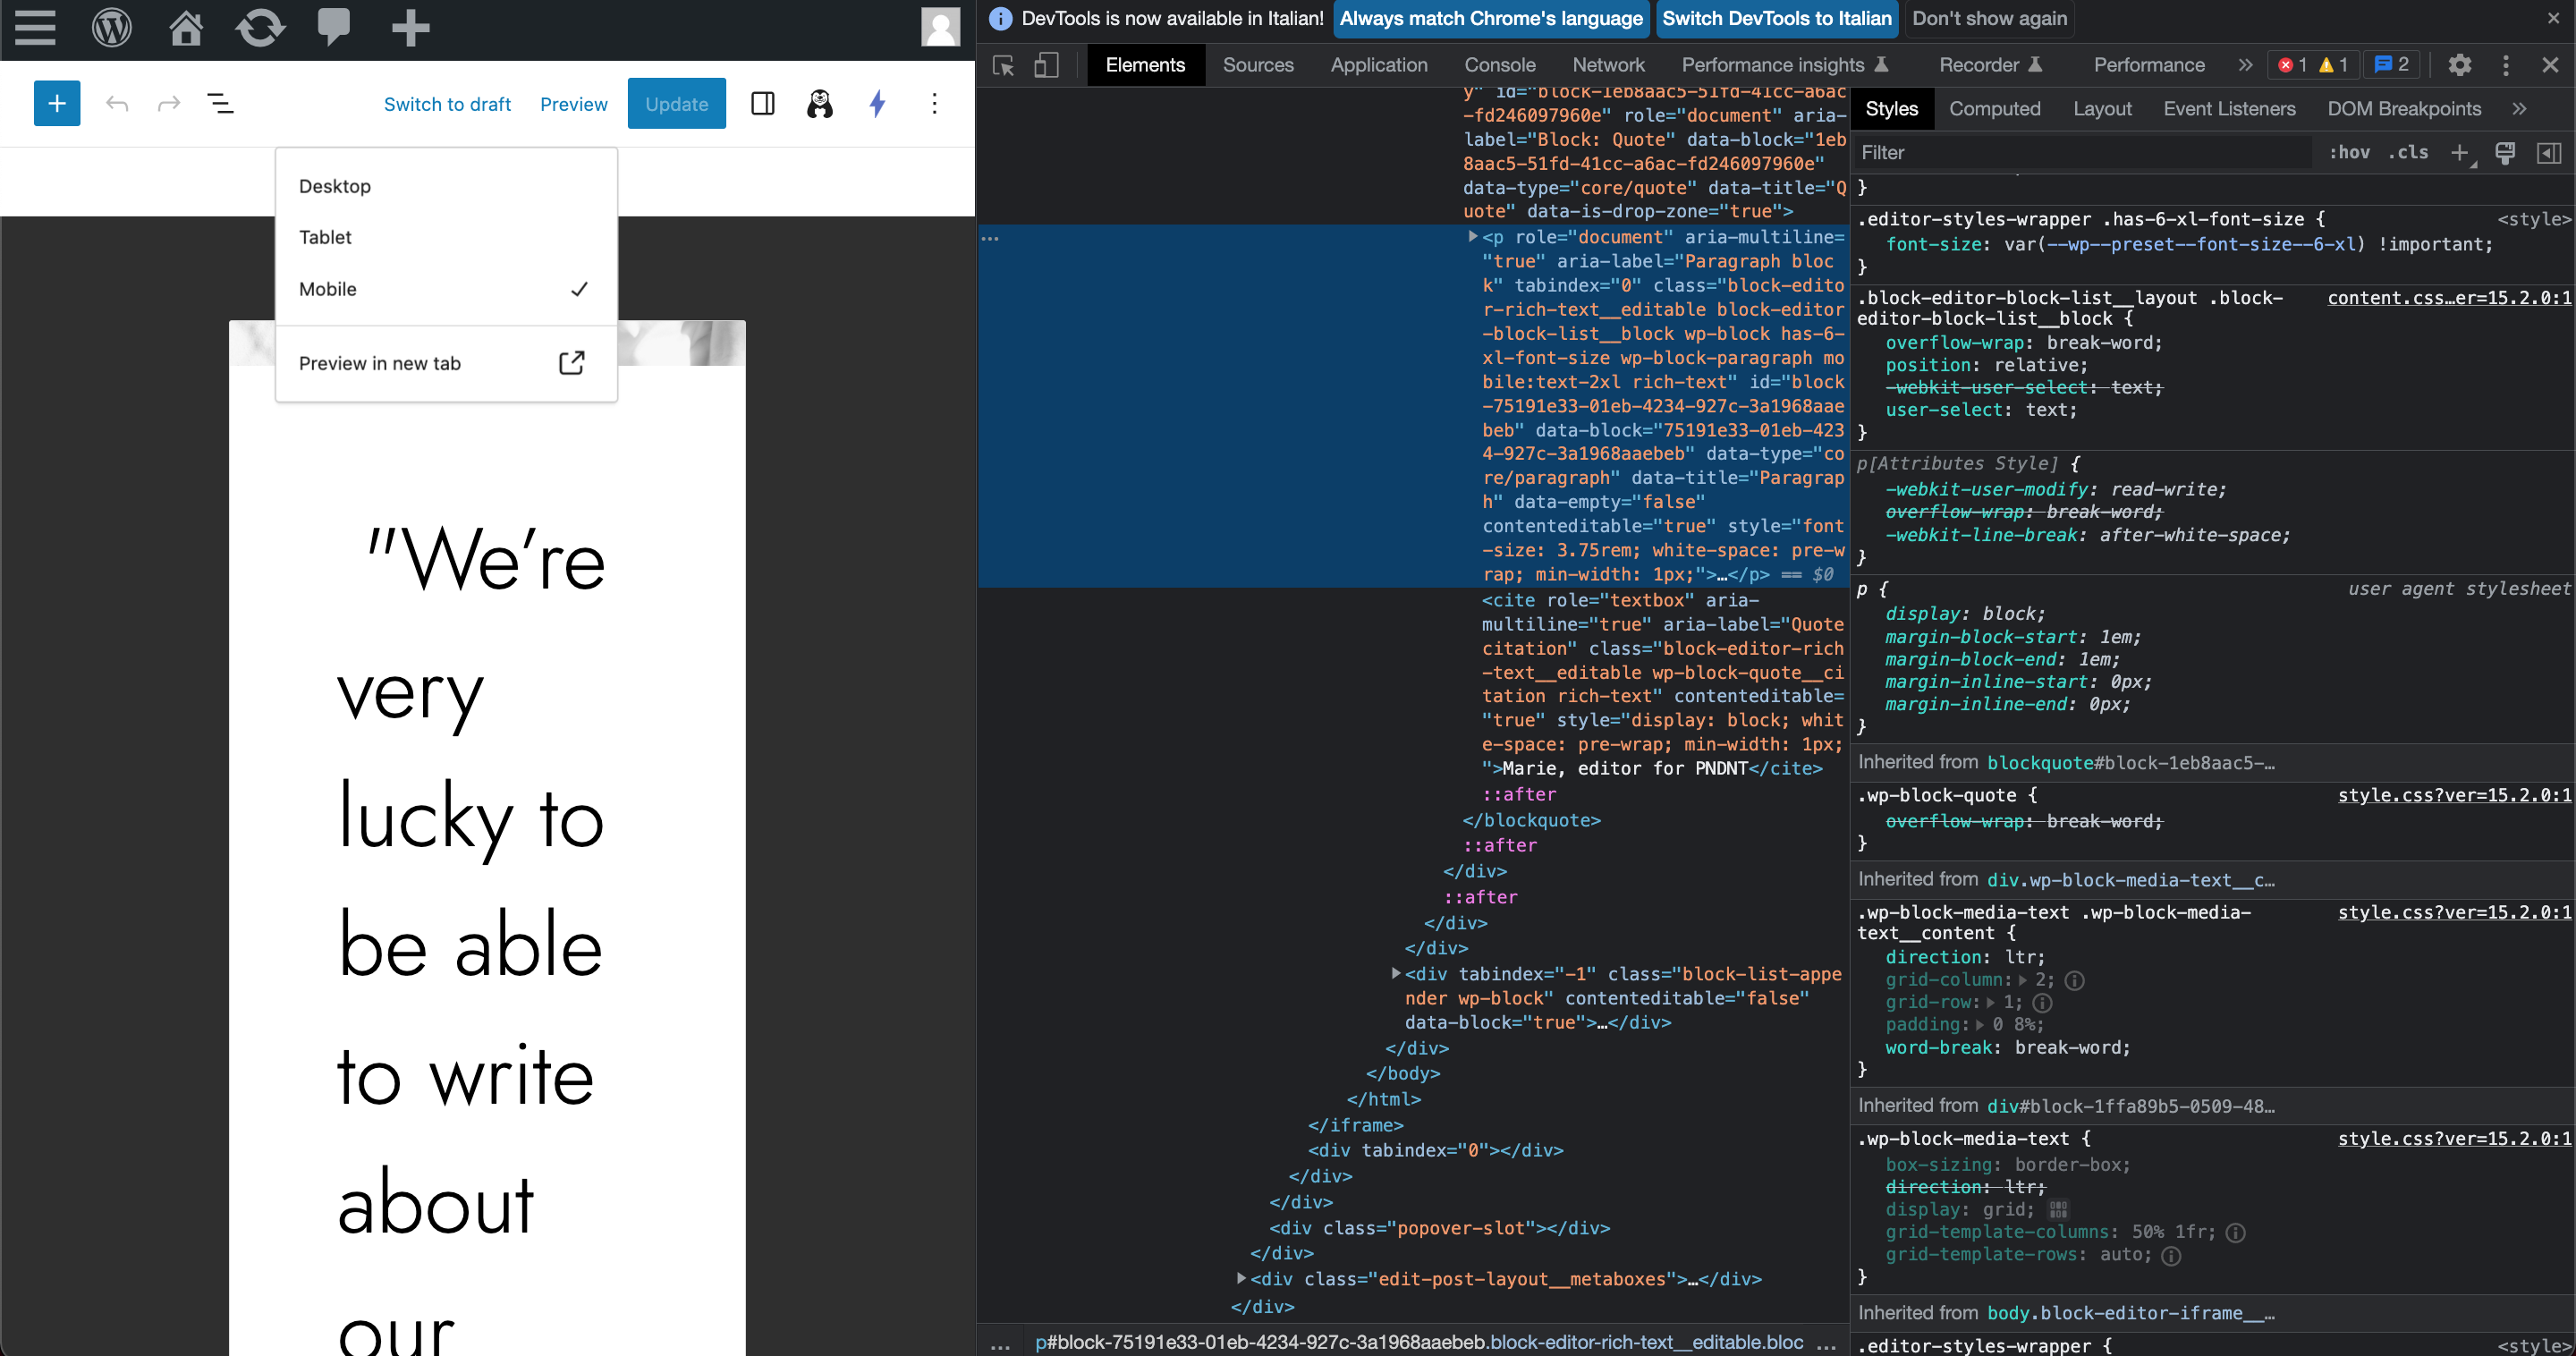 DevTools is now available in Italian! Always match Chrome's language Switch DevTools to Italian Don't show again
Elements Sources Application Console Network Performance insights Recorder Performance 1 1 2
Switch to draft Preview Update
Desktop
Tablet
Mobile
Preview in new tab
"We're
very
lucky to
be able
to write
about
our
y" id="block-1eb8aac5-51fd-41cc-a6ac
-fd246097960e" role="document" aria-
label="Block: Quote" data-block="1eb
8aac5-51fd-41cc-a6ac-fd246097960e"
data-type="core/quote" data-title="Q
uote" data-is-drop-zone="true">
<p role="document" aria-multiline=
"true" aria-label="Paragraph bloc
k" tabindex="0" class="block-edito
r-rich-text__editable block-editor
-block-list__block wp-block has-6-
xl-font-size wp-block-paragraph mo
bile:text-2xl rich-text" id="block
-75191e33-01eb-4234-927c-3a1968aae
beb" data-block="75191e33-01eb-423
4-927c-3a1968aaebeb" data-type="co
re/paragraph" data-title="Paragrap
h" data-empty="false"
contenteditable="true" style="font
-size: 3.75rem; white-space: pre-w
rap; min-width: 1px;">…</p> == $0
<cite role="textbox" aria-
multiline="true" aria-label="Quote
citation" class="block-editor-rich
-text__editable wp-block-quote__ci
tation rich-text" contenteditable=
"true" style="display: block; whit
e-space: pre-wrap; min-width: 1px;
">Marie, editor for PNDNT</cite>
::after
</blockquote>
::after
</div>
::after
</div>
</div>
<div tabindex="-1" class="block-list-appe
nder wp-block" contenteditable="false"
data-block="true">…</div>
</div>
</body>
</html>
</iframe>
<div tabindex="0"></div>
</div>
</div>
<div class="popover-slot"></div>
</div>
<div class="edit-post-layout__metaboxes">…</div>
</div>
… p#block-75191e33-01eb-4234-927c-3a1968aaebeb.block-editor-rich-text__editable.bloc …
Styles Computed Layout Event Listeners DOM Breakpoints
Filter :hov .cls
}
.editor-styles-wrapper .has-6-xl-font-size { <style>
font-size: var(--wp--preset--font-size--6-xl) !important;
}
.block-editor-block-list__layout .block- content.css…er=15.2.0:1
editor-block-list__block {
overflow-wrap: break-word;
position: relative;
-webkit-user-select: text;
user-select: text;
}
p[Attributes Style] {
-webkit-user-modify: read-write;
overflow-wrap: break-word;
-webkit-line-break: after-white-space;
}
p { user agent stylesheet
display: block;
margin-block-start: 1em;
margin-block-end: 1em;
margin-inline-start: 0px;
margin-inline-end: 0px;
}
Inherited from blockquote#block-1eb8aac5-…
.wp-block-quote { style.css?ver=15.2.0:1
overflow-wrap: break-word;
}
Inherited from div.wp-block-media-text__c…
.wp-block-media-text .wp-block-media- style.css?ver=15.2.0:1
text__content {
direction: ltr;
grid-column: 2;
grid-row: 1;
padding: 0 8%;
word-break: break-word;
}
Inherited from div#block-1ffa89b5-0509-48…
.wp-block-media-text { style.css?ver=15.2.0:1
box-sizing: border-box;
direction: ltr;
display: grid;
grid-template-columns: 50% 1fr;
grid-template-rows: auto;
}
Inherited from body.block-editor-iframe__…
.editor-styles-wrapper { <style>